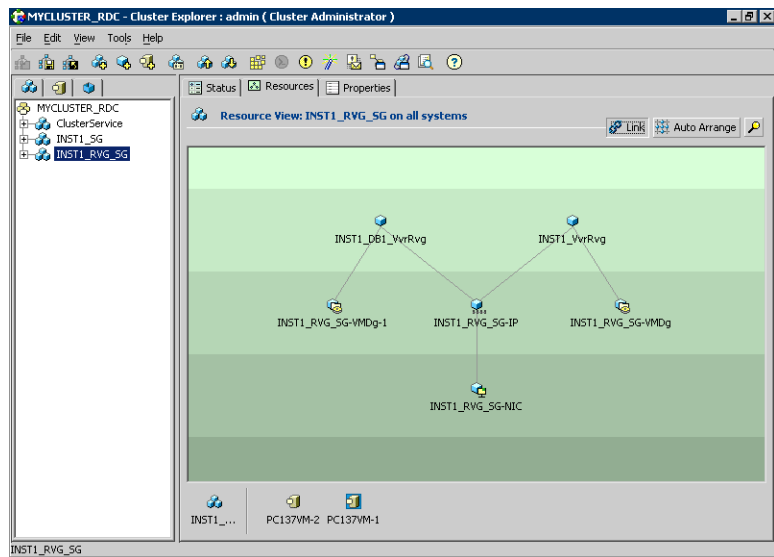 MYCLUSTER_RDC - Cluster Explorer : admin ( Cluster Administrator )
File Edit View Tools Help
Status Resources Properties
MYCLUSTER_RDC
ClusterService
INST1_SG
INST1_RVG_SG
Resource View: INST1_RVG_SG on all systems
Link Auto Arrange
INST1_DB1_VvrRvg INST1_VvrRvg
INST1_RVG_SG-VMDg-1 INST1_RVG_SG-IP INST1_RVG_SG-VMDg
INST1_RVG_SG-NIC
INST1_... PC137VM-2 PC137VM-1
INST1_RVG_SG